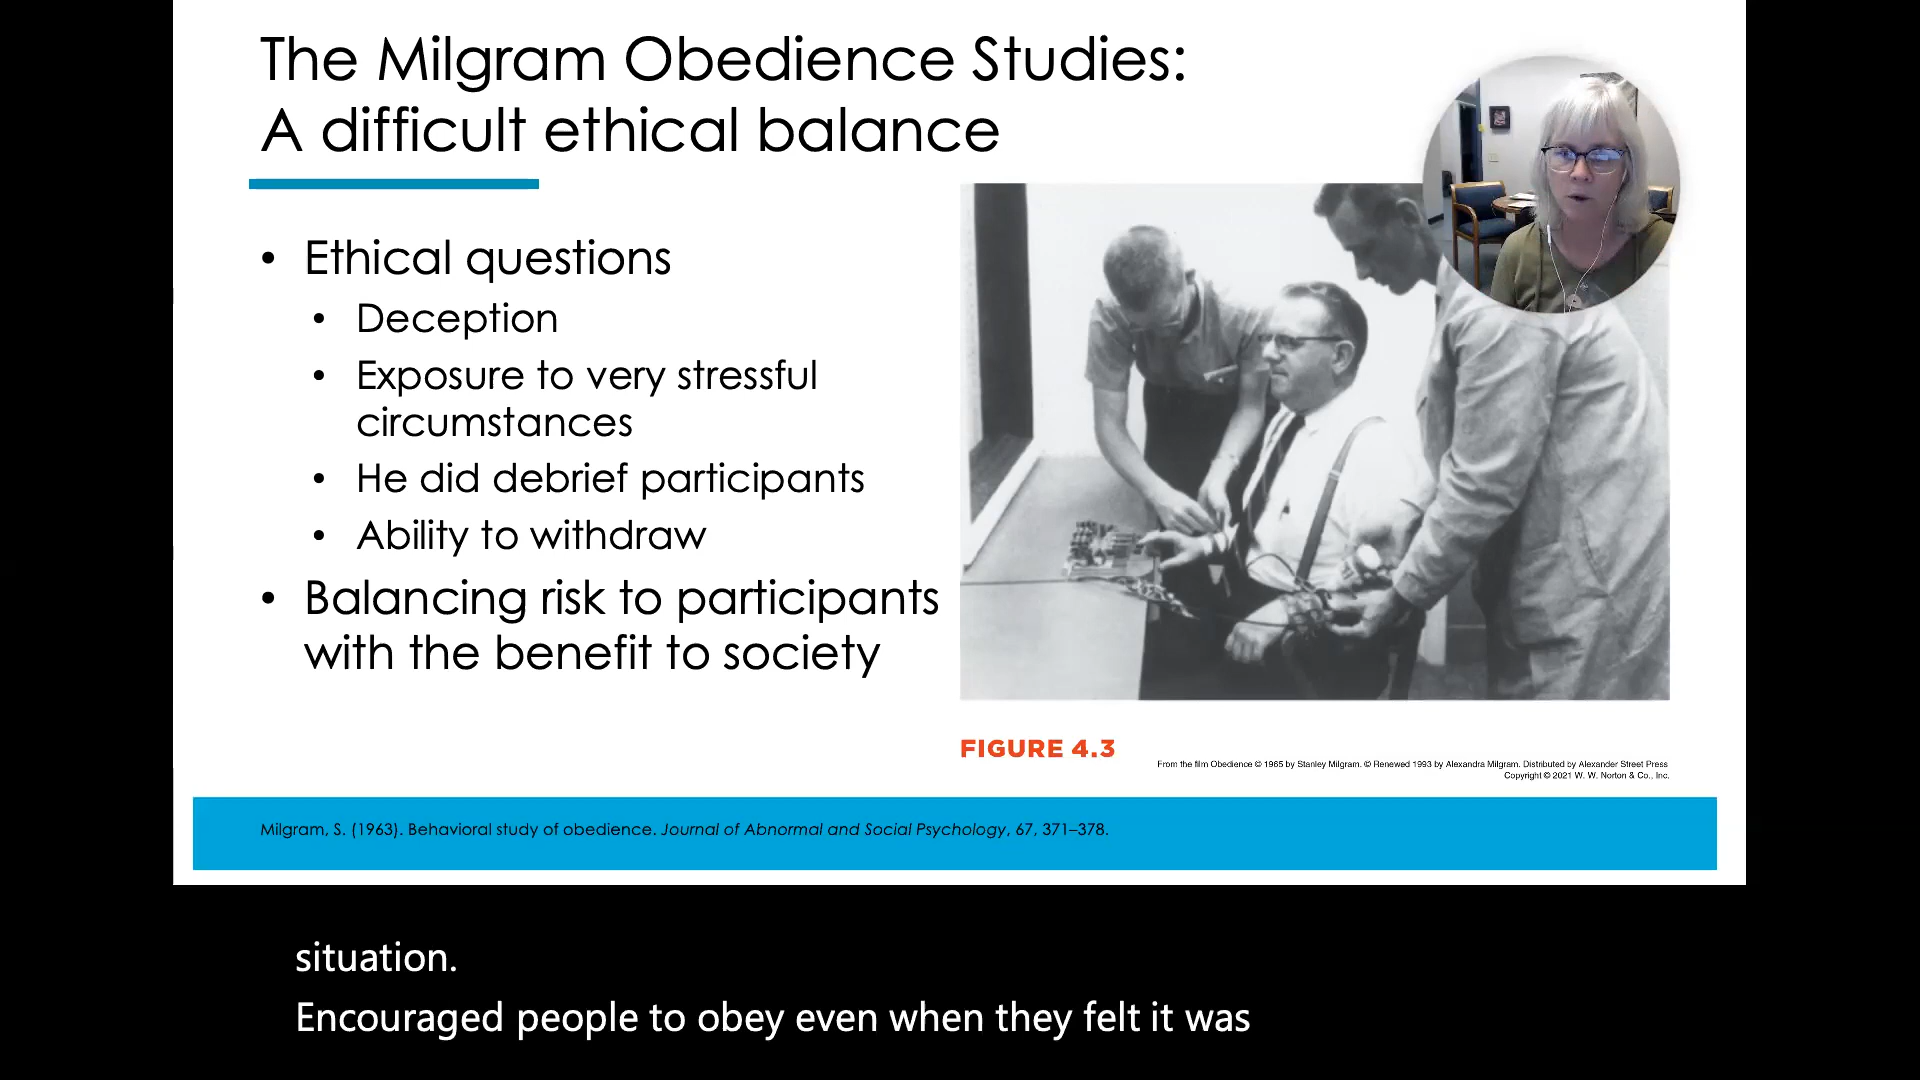 The Milgram Obedience Studies:
A difficult ethical balance
• Ethical questions
• Deception
• Exposure to very stressful
circumstances
• He did debrief participants
• Ability to withdraw
• Balancing risk to participants
with the benefit to society
FIGURE 4.3
From the film Obedience © 1965 by Stanley Milgram. © Renewed 1993 by Alexandra Milgram. Distributed by Alexander Street Press
Copyright © 2021 W. W. Norton & Co., Inc.
Milgram, S. (1963). Behavioral study of obedience. Journal of Abnormal and Social Psychology, 67, 371–378.
situation.
Encouraged people to obey even when they felt it was